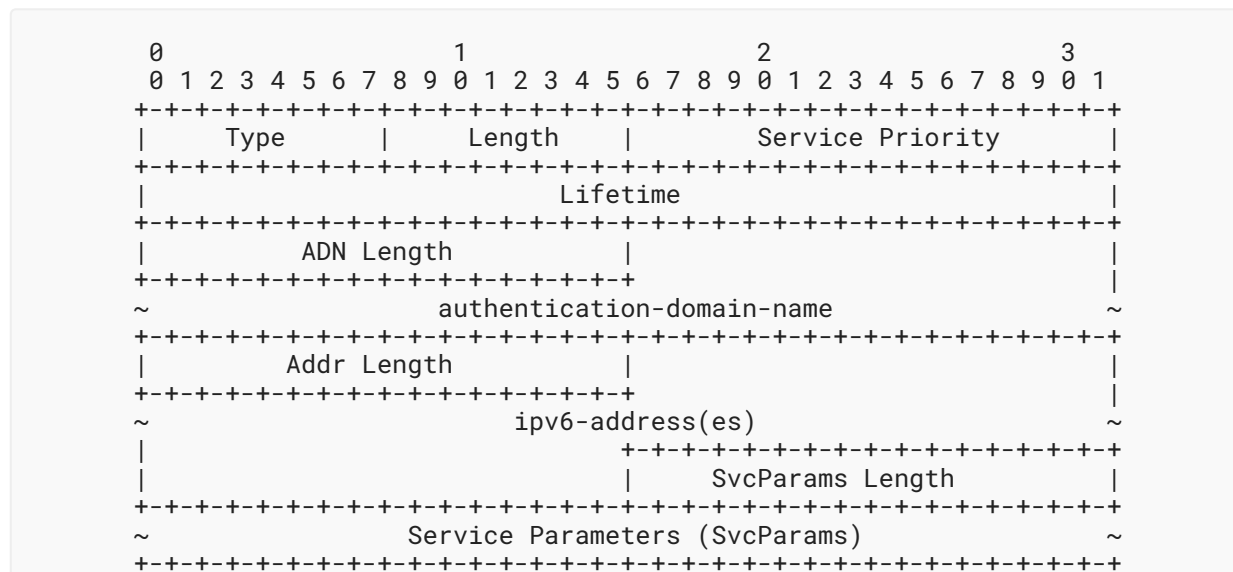 0                   1                   2                   3
 0 1 2 3 4 5 6 7 8 9 0 1 2 3 4 5 6 7 8 9 0 1 2 3 4 5 6 7 8 9 0 1
+-+-+-+-+-+-+-+-+-+-+-+-+-+-+-+-+-+-+-+-+-+-+-+-+-+-+-+-+-+-+-+-+
|     Type      |     Length    |        Service Priority       |
+-+-+-+-+-+-+-+-+-+-+-+-+-+-+-+-+-+-+-+-+-+-+-+-+-+-+-+-+-+-+-+-+
|                           Lifetime                            |
+-+-+-+-+-+-+-+-+-+-+-+-+-+-+-+-+-+-+-+-+-+-+-+-+-+-+-+-+-+-+-+-+
|          ADN Length           |                               |
+-+-+-+-+-+-+-+-+-+-+-+-+-+-+-+-+                               |
~                   authentication-domain-name                  ~
+-+-+-+-+-+-+-+-+-+-+-+-+-+-+-+-+-+-+-+-+-+-+-+-+-+-+-+-+-+-+-+-+
|         Addr Length           |                               |
+-+-+-+-+-+-+-+-+-+-+-+-+-+-+-+-+                               |
~                        ipv6-address(es)                       ~
|                               +-+-+-+-+-+-+-+-+-+-+-+-+-+-+-+-+
|                               |     SvcParams Length          |
+-+-+-+-+-+-+-+-+-+-+-+-+-+-+-+-+-+-+-+-+-+-+-+-+-+-+-+-+-+-+-+-+
~                 Service Parameters (SvcParams)                ~
+-+-+-+-+-+-+-+-+-+-+-+-+-+-+-+-+-+-+-+-+-+-+-+-+-+-+-+-+-+-+-+-+